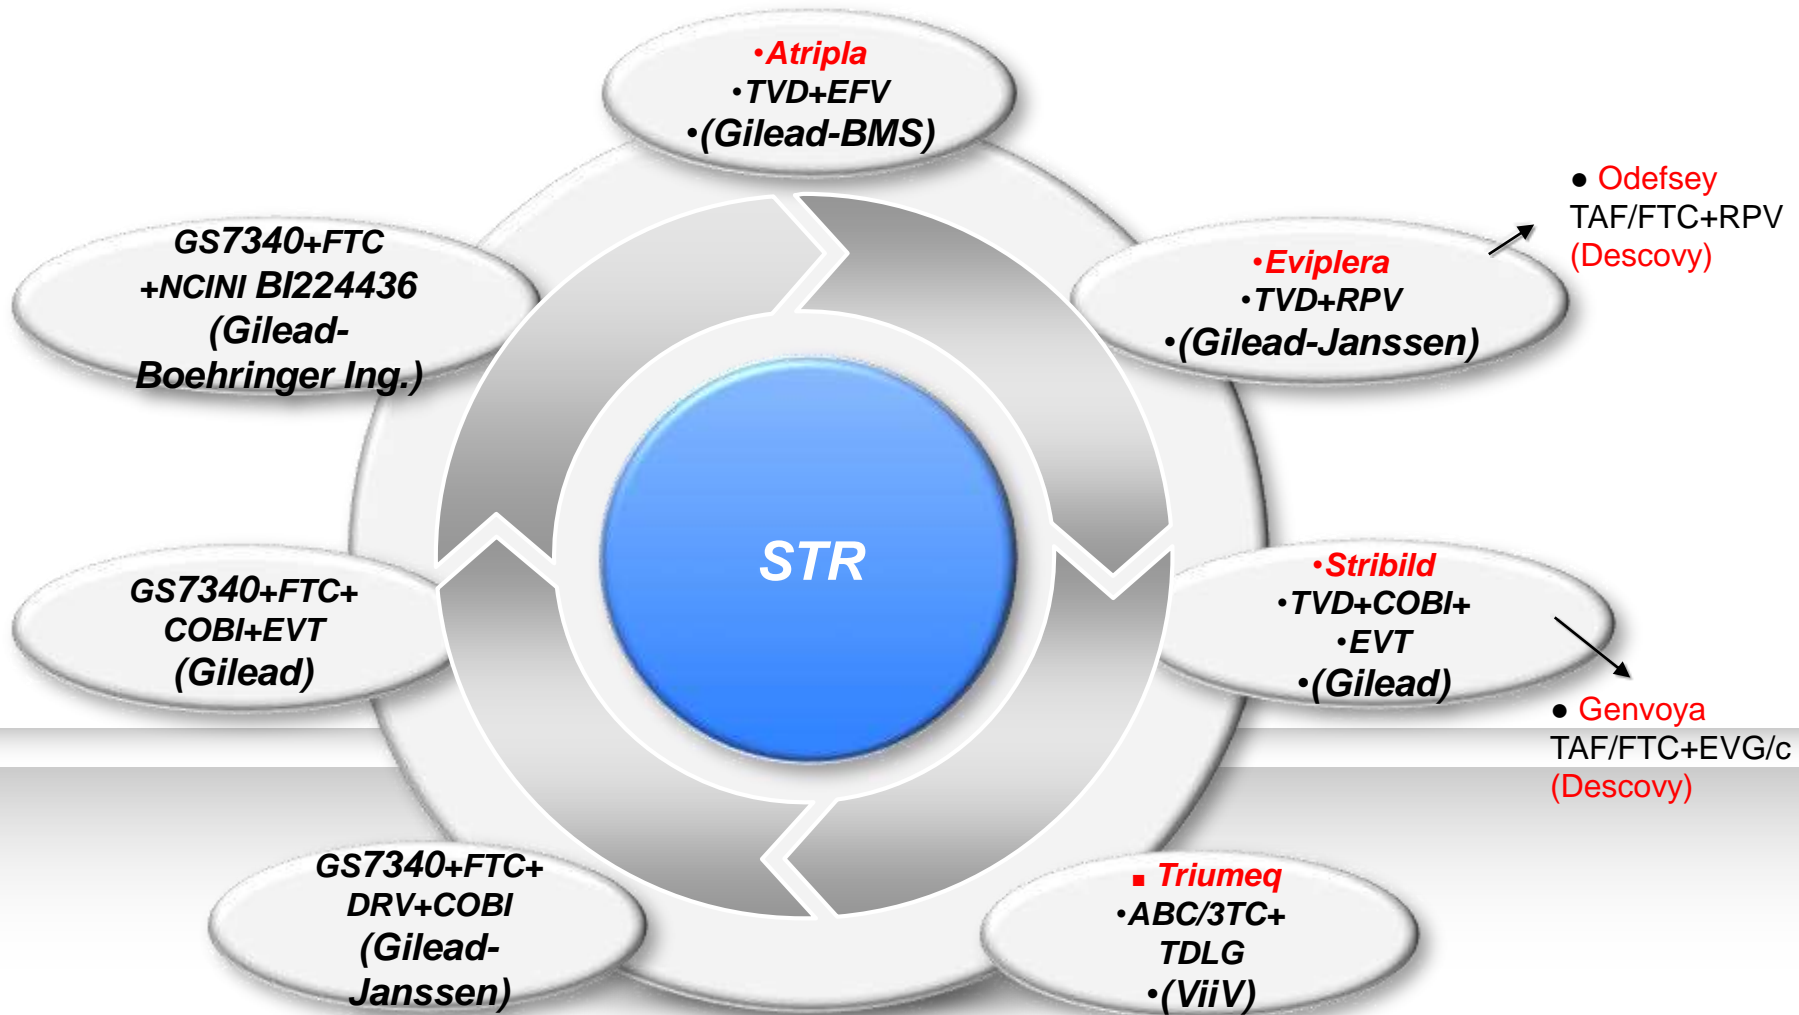 •Atripla
•TVD+EFV
•(Gilead-BMS)
● Odefsey
TAF/FTC+RPV
(Descovy)
•Eviplera
•TVD+RPV
•(Gilead-Janssen)
•Stribild
•TVD+COBI+
•EVT
•(Gilead)
● Genvoya
TAF/FTC+EVG/c
(Descovy)
■ Triumeq
•ABC/3TC+
TDLG
•(ViiV)
GS7340+FTC+
DRV+COBI
(Gilead-
Janssen)
GS7340+FTC+
COBI+EVT
(Gilead)
GS7340+FTC
+NCINI BI224436
(Gilead-
Boehringer Ing.)
STR